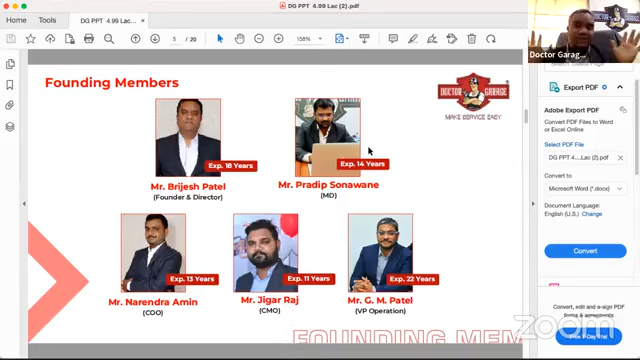 DG PPT 4.99 Lac (2).pdf
Home Tools DG PPT 4.99 Lac... ×
5 / 20 158%
Founding Members
DOCTOR GARAGE
MAKE SERVICE EASY
Exp. 18 Years
Mr. Brijesh Patel
(Founder & Director)
Exp. 14 Years
Mr. Pradip Sonawane
(MD)
Exp. 13 Years
Mr. Narendra Amin
(COO)
Exp. 11 Years
Mr. Jigar Raj
(CMO)
Exp. 22 Years
Mr. G. M. Patel
(VP Operation)
FOUNDING MEM
Doctor Garag...
Export PDF
Adobe Export PDF
Convert PDF Files to Word
or Excel Online
Select PDF File
DG PPT 4....Lac (2).pdf ×
Convert to
Microsoft Word (*.docx)
Document Language:
English (U.S.) Change
Convert
Convert, edit and e-sign PDF
forms & agreements
zoom